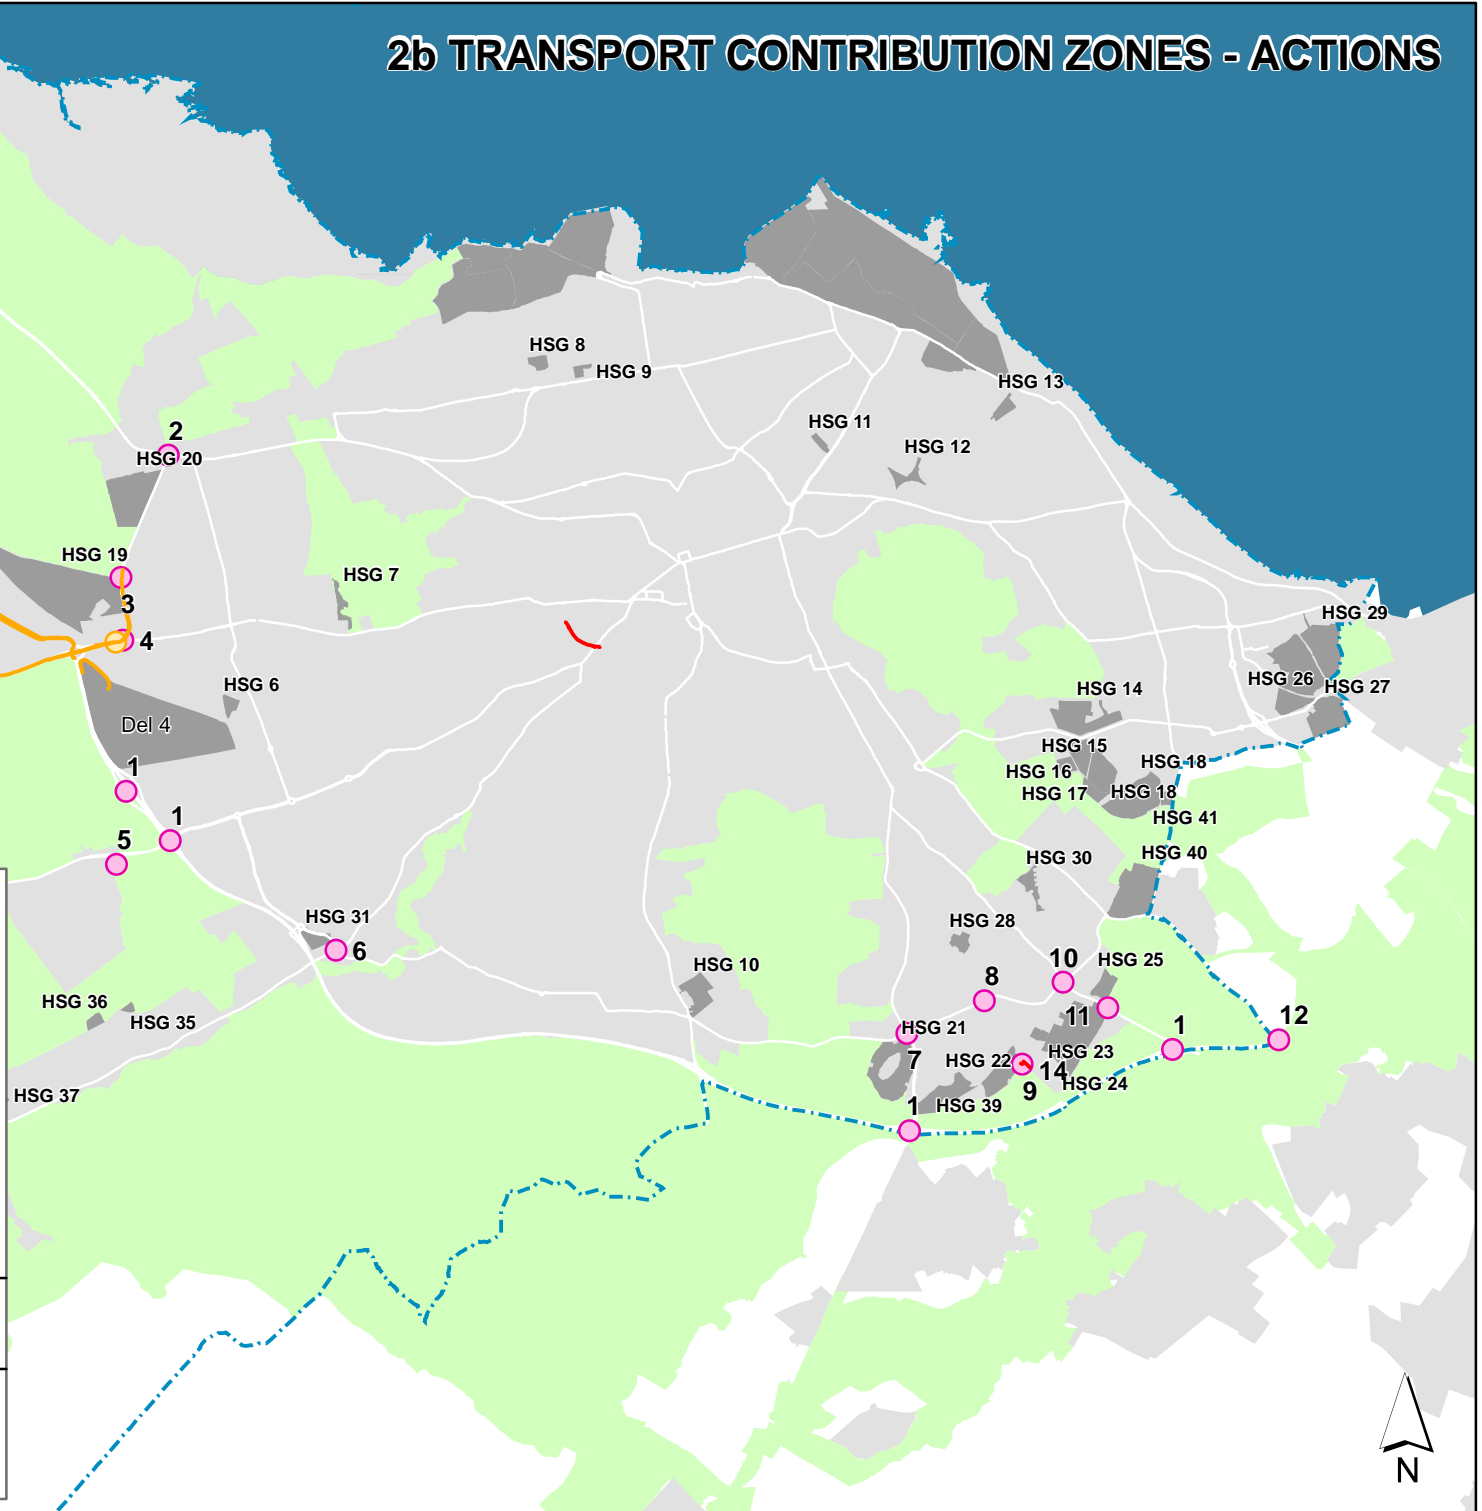 2b TRANSPORT CONTRIBUTION ZONES - ACTIONS
HSG 8
HSG 9
HSG 13
HSG 11
2
HSG 12
HSG 20
HSG 19
HSG 7
3
HSG 29
4
HSG 26
HSG 6
HSG 27
HSG 14
Del 4
HSG 15
HSG 18
1
HSG 16
HSG 17
HSG 18
1
HSG 41
5
HSG 40
HSG 30
HSG 31
HSG 28
6
10
HSG 25
HSG 10
8
HSG 36
11
12
HSG 35
HSG 21
1
HSG 23
7
HSG 22
14
HSG 24
9
HSG 37
1
HSG 39
N